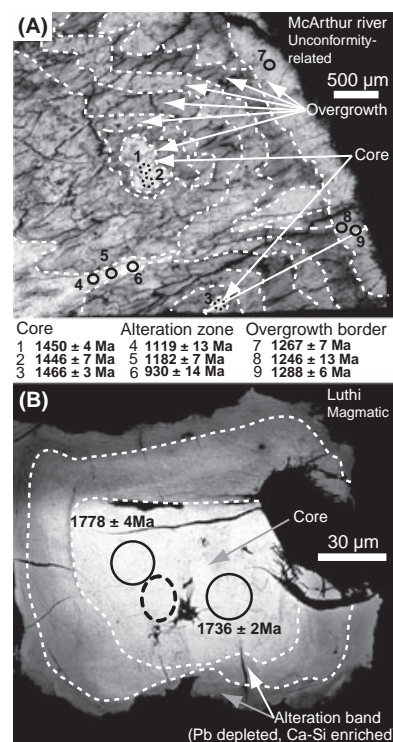 (A)
McArthur river
Unconformity-
related
7
500 µm
Overgrowth
1
2
Core
8
9
5
4
6
3
Core Alteration zone Overgrowth border
1 1450 ± 4 Ma 4 1119 ± 13 Ma 7 1267 ± 7 Ma
2 1446 ± 7 Ma 5 1182 ± 7 Ma 8 1246 ± 13 Ma
3 1466 ± 3 Ma 6 930 ± 14 Ma 9 1288 ± 6 Ma
(B)
Luthi
Magmatic
1778 ± 4Ma
Core
30 µm
1736 ± 2Ma
Alteration band
(Pb depleted, Ca-Si enriched